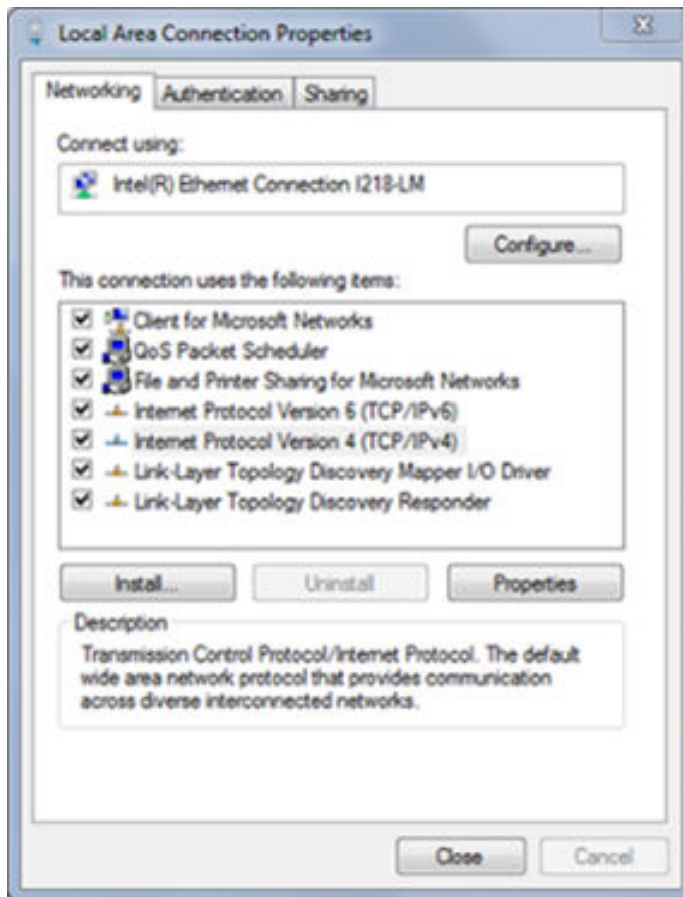 Local Area Connection Properties
Networking Authentication Sharing
Connect using:
Intel(R) Ethernet Connection I218-LM
Configure...
This connection uses the following items:
Client for Microsoft Networks
QoS Packet Scheduler
File and Printer Sharing for Microsoft Networks
Internet Protocol Version 6 (TCP/IPv6)
Internet Protocol Version 4 (TCP/IPv4)
Link-Layer Topology Discovery Mapper I/O Driver
Link-Layer Topology Discovery Responder
Install... Uninstall Properties
Description
Transmission Control Protocol/Internet Protocol. The default
wide area network protocol that provides communication
across diverse interconnected networks.
Close Cancel